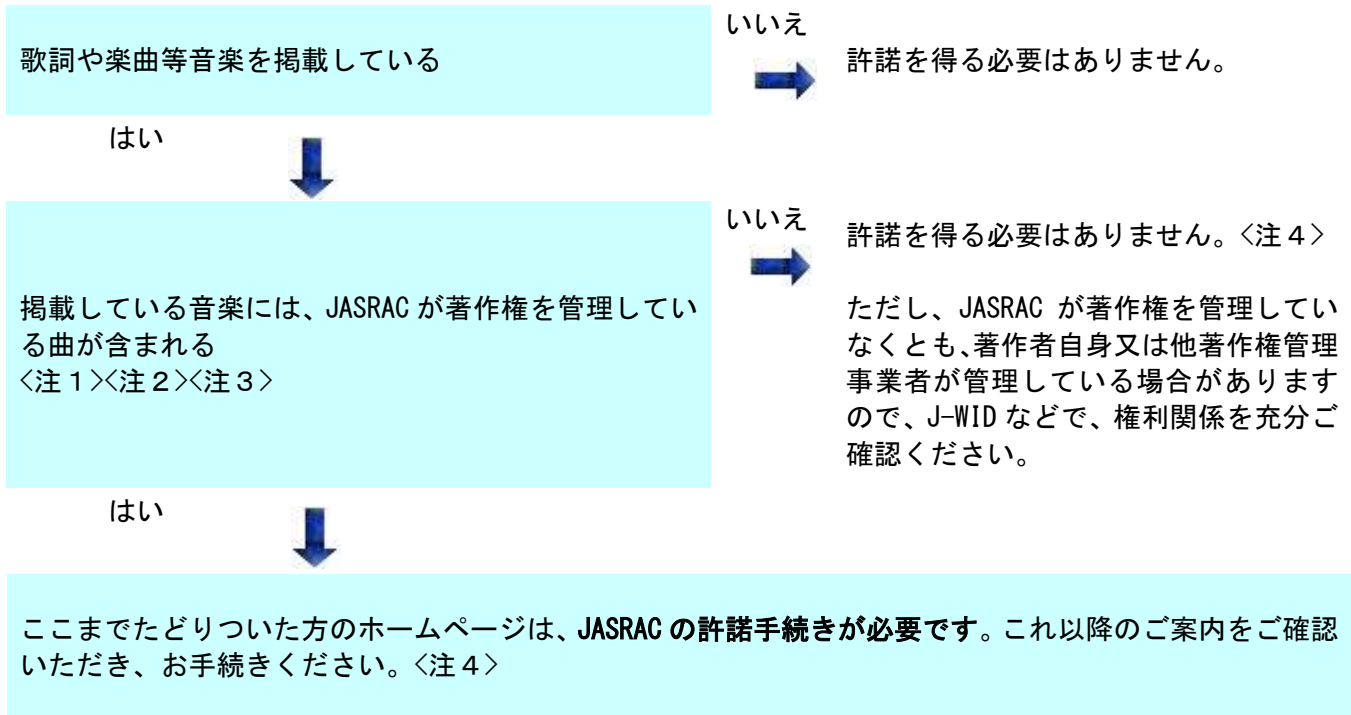 歌詞や楽曲等音楽を掲載している
いいえ
許諾を得る必要はありません。
はい
掲載している音楽には、JASRAC が著作権を管理してい
る曲が含まれる
<注１><注２><注３>
いいえ
許諾を得る必要はありません。<注４>
ただし、JASRAC が著作権を管理してい
なくとも、著作者自身又は他著作権管理
事業者が管理している場合があります
ので、J-WID などで、権利関係を充分ご
確認ください。
はい
ここまでたどりついた方のホームページは、JASRAC の許諾手続きが必要です。これ以降のご案内をご確認
いただき、お手続きください。<注４>